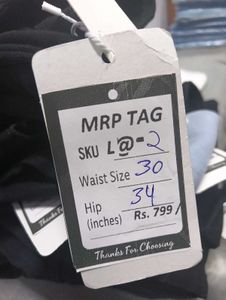 MRP TAG
SKU L@-2
Waist Size 30
Hip 34
(inches) Rs. 799/
Thanks For Choosing